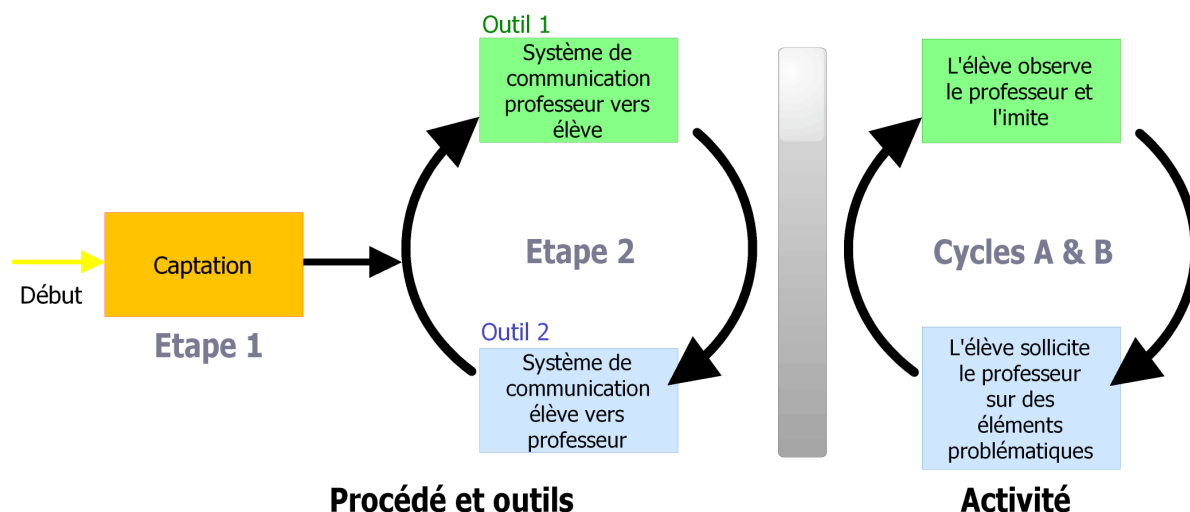 Outil 1
Système de
communication
professeur vers
élève
Début
Captation
Etape 1
Etape 2
Outil 2
Système de
communication
élève vers
professeur
Procédé et outils
L'élève observe
le professeur et
l'imite
Cycles A & B
L'élève sollicite
le professeur
sur des
éléments
problématiques
Activité